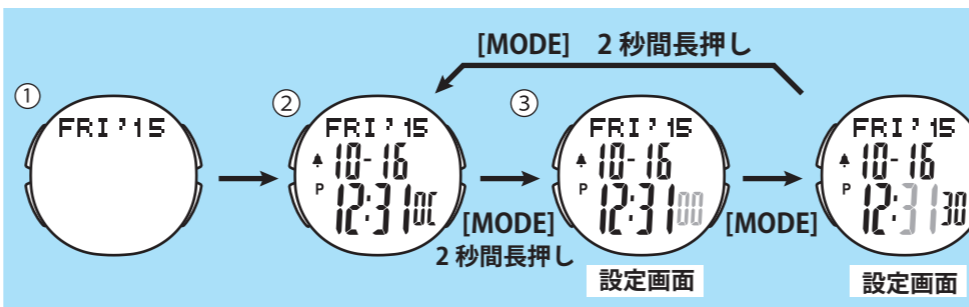 [MODE] 2秒間長押し
①
FRI'15
②
FRI'15
10-16
P
12:31 0C
[MODE]
2秒間長押し
③
FRI'15
10-16
P
12:31 00
設定画面
[MODE]
FRI'15
10-16
P
12:31 30
設定画面